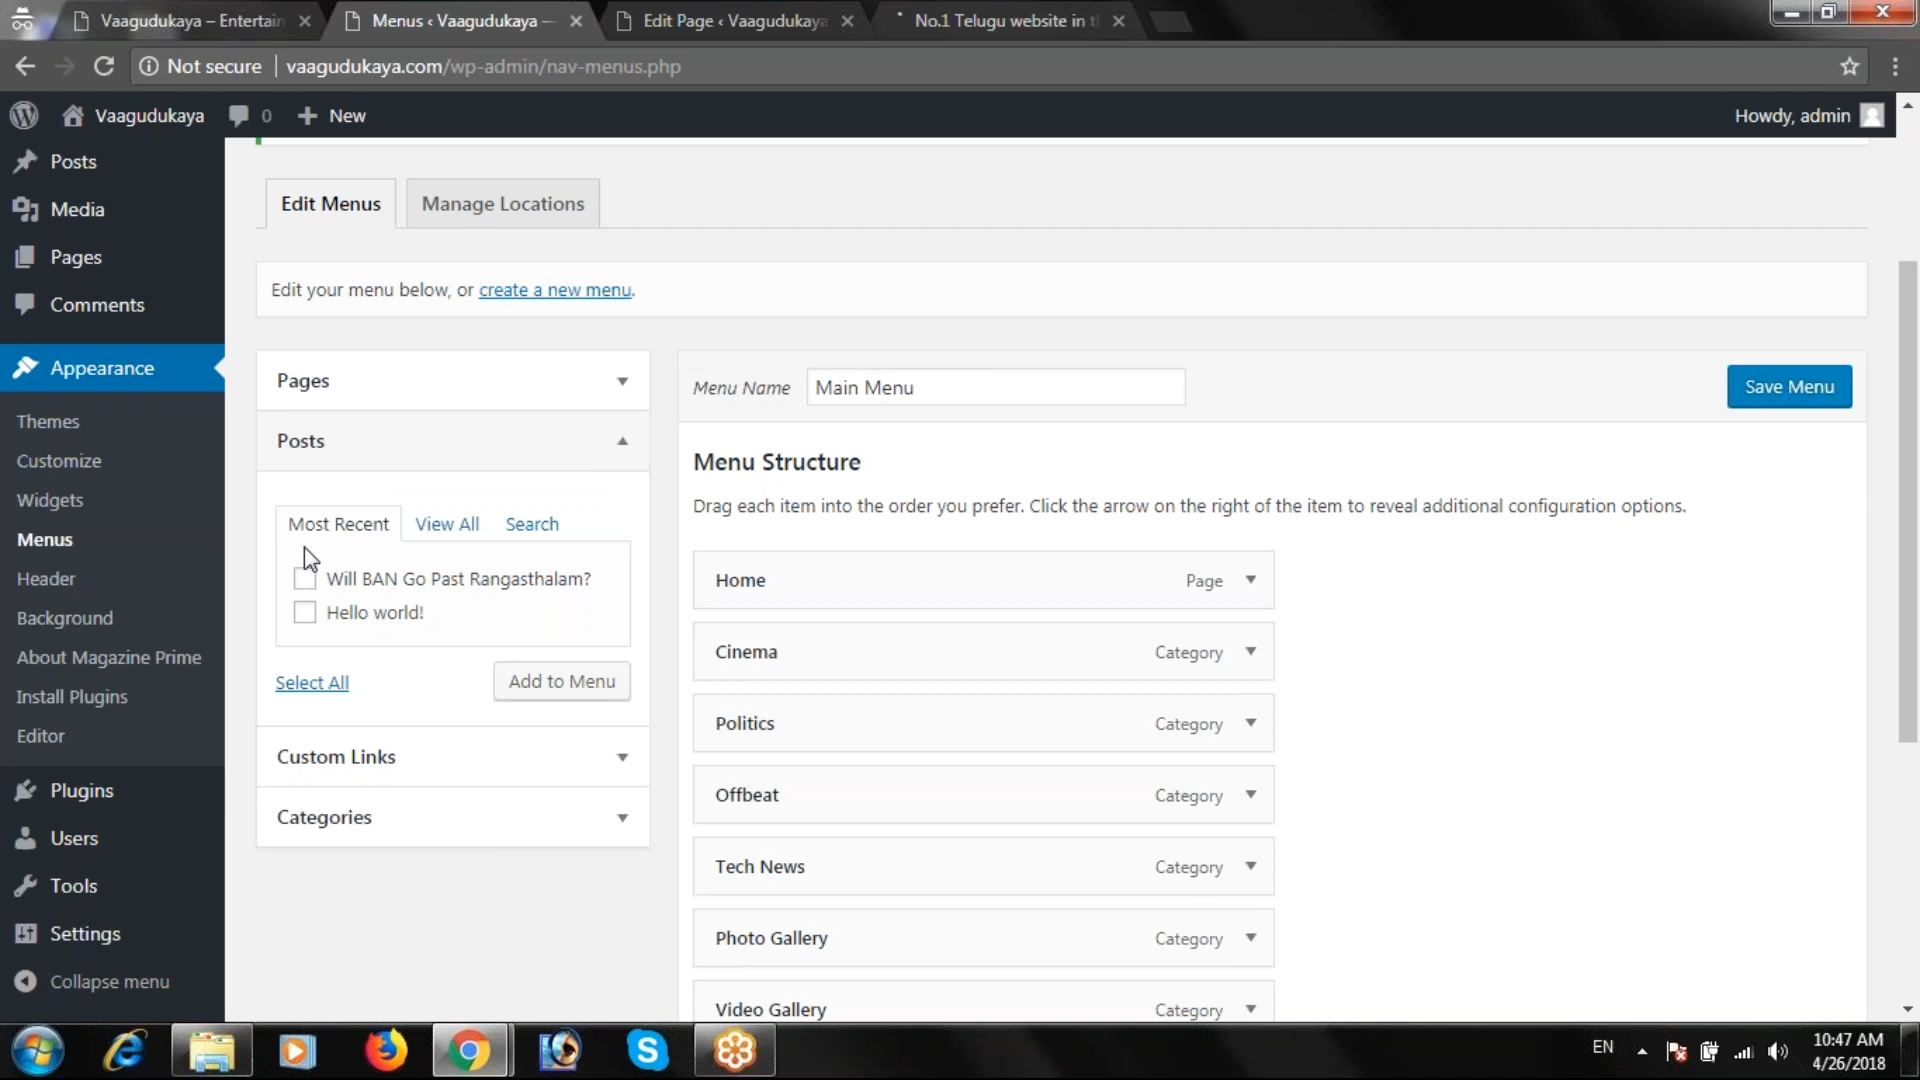 Vaagudukaya – Entertain
Menus ‹ Vaagudukaya —
Edit Page ‹ Vaagudukaya
No.1 Telugu website in t
Not secure
vaagudukaya.com/wp-admin/nav-menus.php
Vaagudukaya
0
New
Howdy, admin
Posts
Media
Pages
Comments
Appearance
Themes
Customize
Widgets
Menus
Header
Background
About Magazine Prime
Install Plugins
Editor
Plugins
Users
Tools
Settings
Collapse menu
Edit Menus
Manage Locations
Edit your menu below, or create a new menu.
Pages
Posts
Most Recent
View All
Search
Will BAN Go Past Rangasthalam?
Hello world!
Select All
Add to Menu
Custom Links
Categories
Menu Name
Main Menu
Save Menu
Menu Structure
Drag each item into the order you prefer. Click the arrow on the right of the item to reveal additional configuration options.
Home
Page
Cinema
Category
Politics
Category
Offbeat
Category
Tech News
Category
Photo Gallery
Category
Video Gallery
Category
EN
10:47 AM
4/26/2018